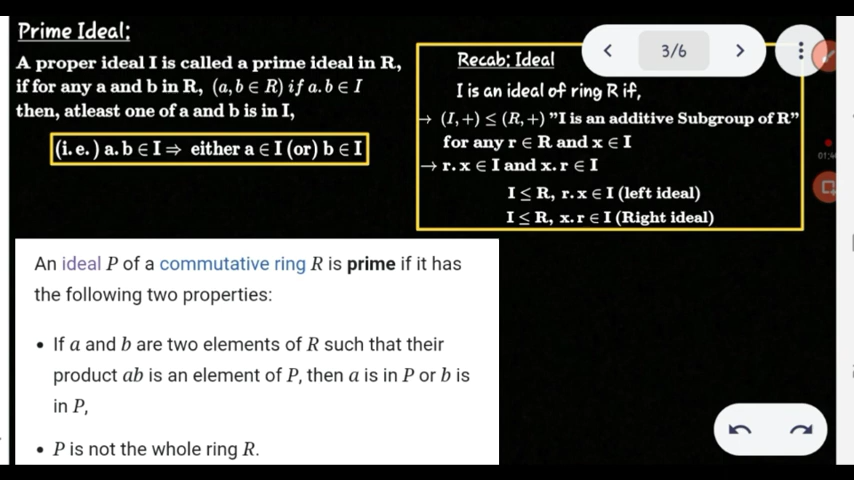 Prime Ideal:
A proper ideal I is called a prime ideal in R,
if for any a and b in R, (a, b ∈ R) if a. b ∈ I
then, atleast one of a and b is in I,
(i. e. ) a. b ∈ I ⇒ either a ∈ I (or) b ∈ I
3/6
Recab: Ideal
I is an ideal of ring R if,
→ (I, +) ≤ (R, +) ”I is an additive Subgroup of R”
for any r ∈ R and x ∈ I
→ r. x ∈ I and x. r ∈ I
I ≤ R, r. x ∈ I (left ideal)
I ≤ R, x. r ∈ I (Right ideal)
An ideal P of a commutative ring R is prime if it has
the following two properties:
• If a and b are two elements of R such that their
product ab is an element of P, then a is in P or b is
in P,
• P is not the whole ring R.